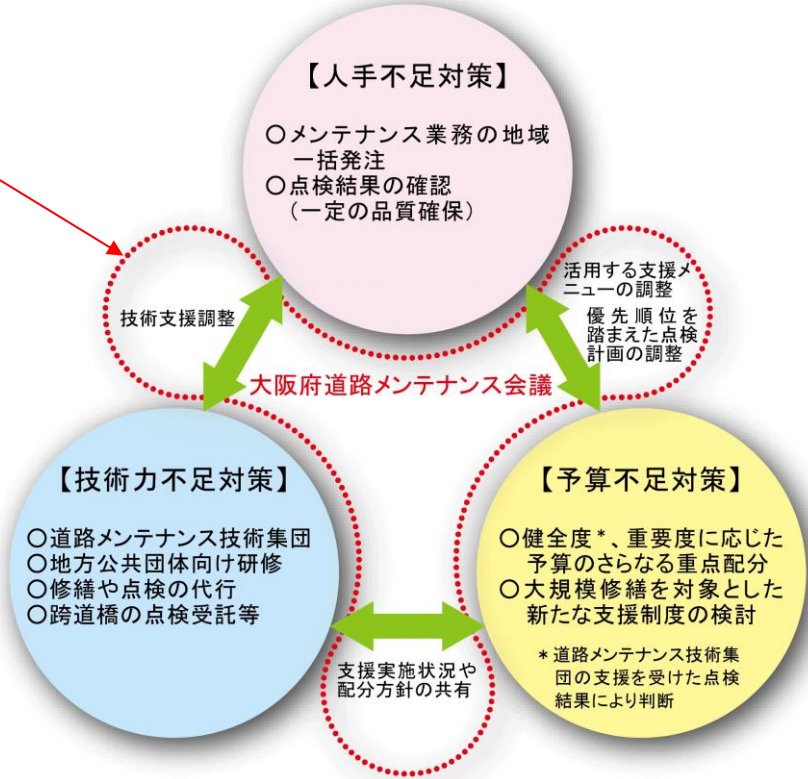 【人手不足対策】
○メンテナンス業務の地域
一括発注
○点検結果の確認
（一定の品質確保）
技術支援調整
活用する支援メ
ニューの調整
優先順位を
踏まえた点検
計画の調整
大阪府道路メンテナンス会議
【技術力不足対策】
○道路メンテナンス技術集団
○地方公共団体向け研修
○修繕や点検の代行
○跨道橋の点検受託等
【予算不足対策】
○健全度*、重要度に応じた
予算のさらなる重点配分
○大規模修繕を対象とした
新たな支援制度の検討
*道路メンテナンス技術集
団の支援を受けた点検
結果により判断
支援実施状況や
配分方針の共有